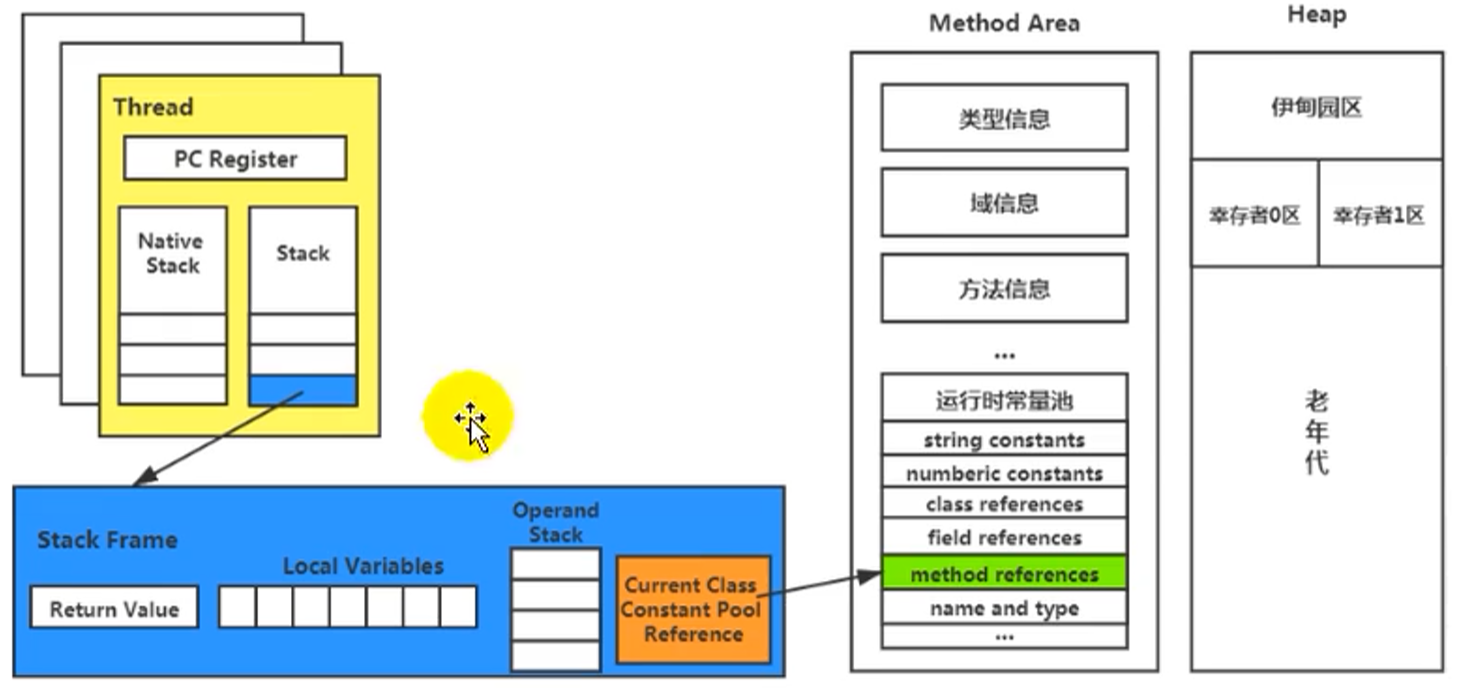 Thread
PC Register
Native
Stack
Stack
Stack Frame
Return Value
Local Variables
Operand
Stack
Current Class
Constant Pool
Reference
Method Area
类型信息
域信息
方法信息
...
运行时常量池
string constants
numberic constants
class references
field references
method references
name and type
...
Heap
伊甸园区
幸存者0区
幸存者1区
老
年
代